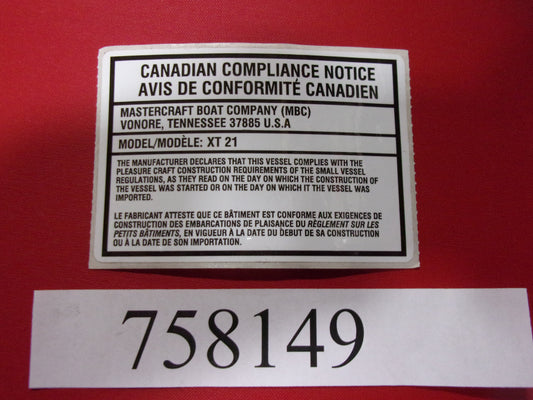 CANADIAN COMPLIANCE NOTICE
AVIS DE CONFORMITÉ CANADIEN
MASTERCRAFT BOAT COMPANY (MBC)
VONORE, TENNESSEE 37885 U.S.A
MODEL/MODÈLE: XT 21
THE MANUFACTURER DECLARES THAT THIS VESSEL COMPLIES WITH THE
PLEASURE CRAFT CONSTRUCTION REQUIREMENTS OF THE SMALL VESSEL
REGULATIONS, AS THEY READ ON THE DAY ON WHICH THE CONSTRUCTION OF
THE VESSEL WAS STARTED OR ON THE DAY ON WHICH IT THE VESSEL WAS
IMPORTED.
LE FABRICANT ATTESTE QUE CE BÂTIMENT EST CONFORME AUX EXIGENCES DE
CONSTRUCTION DES EMBARCATIONS DE PLAISANCE DU RÈGLEMENT SUR LES
PETITS BÂTIMENTS, EN VIGUEUR À LA DATE DU DEBUT DE SA CONSTRUCTION
OU À LA DATE DE SON IMPORTATION.
758149